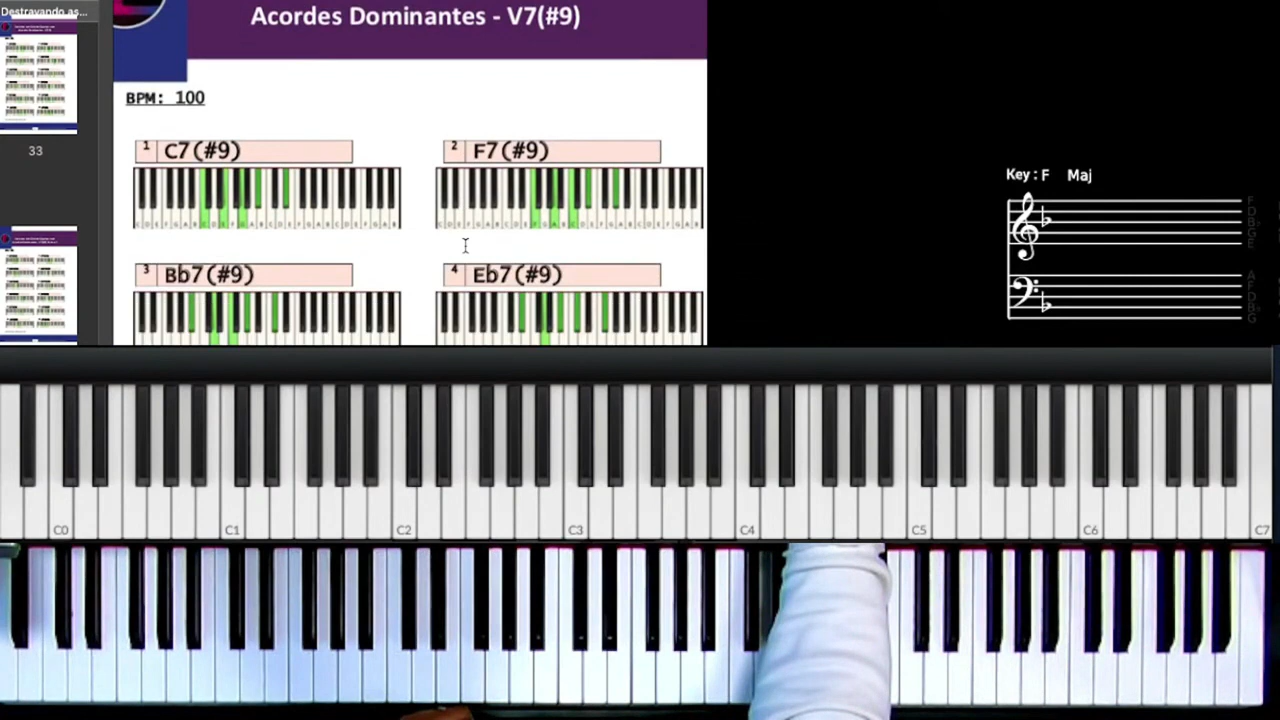 Destravando as...
Acordes Dominantes - V7(#9)
BPM: 100
33
1 C7(#9)
2 F7(#9)
3 Bb7(#9)
4 Eb7(#9)
Key: F Maj
F
D
B♭
G
E
A
F
D
B♭
G
C0 C1 C2 C3 C4 C5 C6 C7